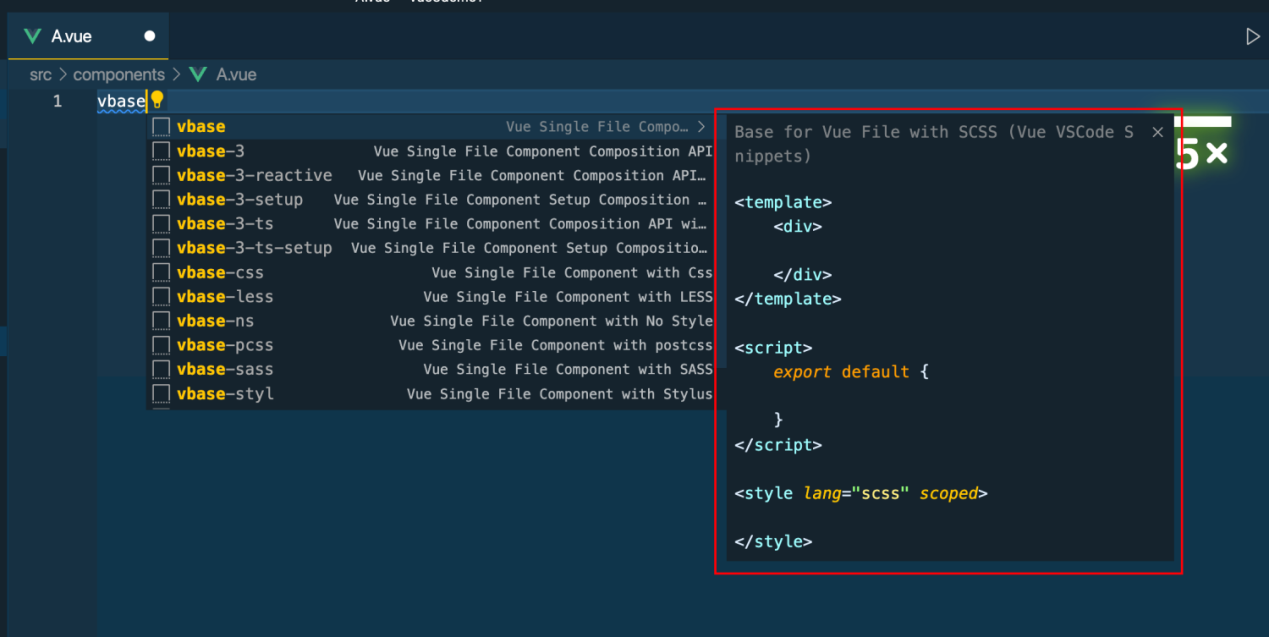 A.vue
src > components > A.vue
1 vbase
vbase Vue Single File Compo… >
vbase-3 Vue Single File Component Composition API
vbase-3-reactive Vue Single File Component Composition API…
vbase-3-setup Vue Single File Component Setup Composition …
vbase-3-ts Vue Single File Component Composition API wi…
vbase-3-ts-setup Vue Single File Component Setup Compositio…
vbase-css Vue Single File Component with Css
vbase-less Vue Single File Component with LESS
vbase-ns Vue Single File Component with No Style
vbase-pcss Vue Single File Component with postcss
vbase-sass Vue Single File Component with SASS
vbase-styl Vue Single File Component with Stylus
Base for Vue File with SCSS (Vue VSCode S
nippets)
<template>
<div>
</div>
</template>
<script>
export default {
}
</script>
<style lang="scss" scoped>
</style>
5×